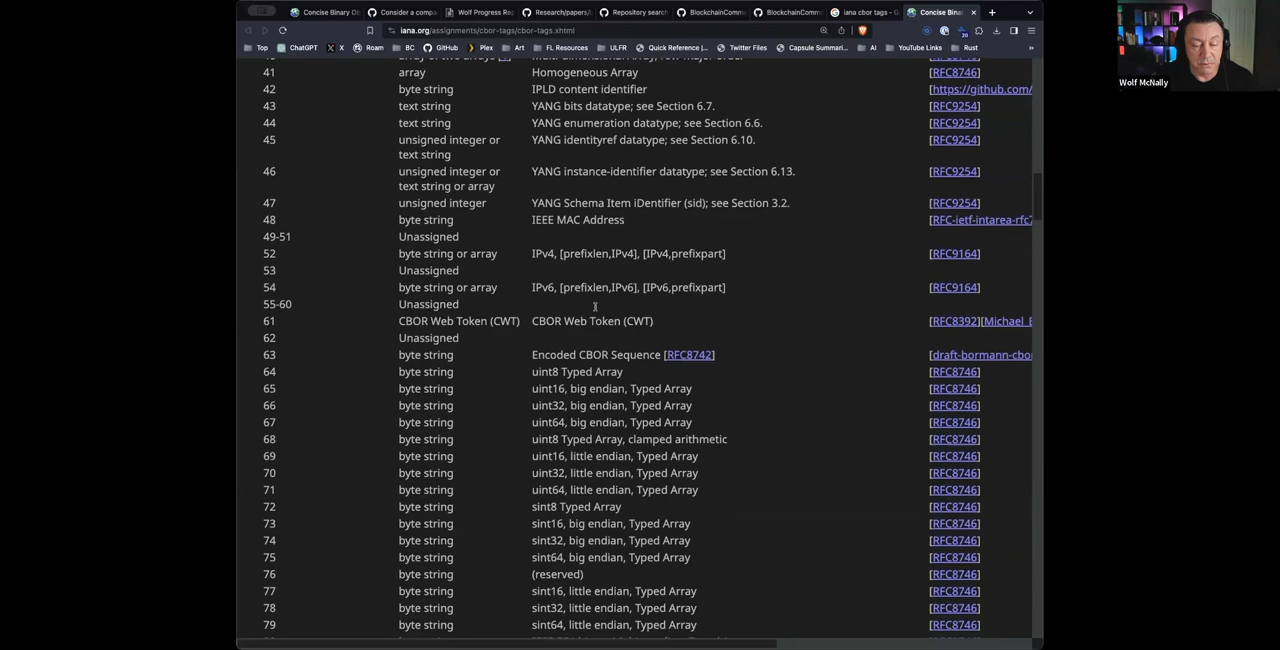 Concise Binary Ob
Consider a compa
Wolf Progress Re
Research/papers/
Repository search
BlockchainComm
BlockchainComm
iana cbor tags - G
Concise Bina
iana.org/assignments/cbor-tags/cbor-tags.xhtml
Top
ChatGPT
X
Roam
BC
GitHub
Plex
Art
FL Resources
ULFR
Quick Reference |...
Twitter Files
Capsule Summari...
AI
YouTube Links
Rust
Wolf McNally
41 array Homogeneous Array [RFC8746]
42 byte string IPLD content identifier [https://github.com/
43 text string YANG bits datatype; see Section 6.7. [RFC9254]
44 text string YANG enumeration datatype; see Section 6.6. [RFC9254]
45 unsigned integer or YANG identityref datatype; see Section 6.10. [RFC9254]
text string
46 unsigned integer or YANG instance-identifier datatype; see Section 6.13. [RFC9254]
text string or array
47 unsigned integer YANG Schema Item iDentifier (sid); see Section 3.2. [RFC9254]
48 byte string IEEE MAC Address [RFC-ietf-intarea-rfc7
49-51 Unassigned
52 byte string or array IPv4, [prefixlen,IPv4], [IPv4,prefixpart] [RFC9164]
53 Unassigned
54 byte string or array IPv6, [prefixlen,IPv6], [IPv6,prefixpart] [RFC9164]
55-60 Unassigned
61 CBOR Web Token (CWT) CBOR Web Token (CWT) [RFC8392][Michael
62 Unassigned
63 byte string Encoded CBOR Sequence [RFC8742] [draft-bormann-cbo
64 byte string uint8 Typed Array [RFC8746]
65 byte string uint16, big endian, Typed Array [RFC8746]
66 byte string uint32, big endian, Typed Array [RFC8746]
67 byte string uint64, big endian, Typed Array [RFC8746]
68 byte string uint8 Typed Array, clamped arithmetic [RFC8746]
69 byte string uint16, little endian, Typed Array [RFC8746]
70 byte string uint32, little endian, Typed Array [RFC8746]
71 byte string uint64, little endian, Typed Array [RFC8746]
72 byte string sint8 Typed Array [RFC8746]
73 byte string sint16, big endian, Typed Array [RFC8746]
74 byte string sint32, big endian, Typed Array [RFC8746]
75 byte string sint64, big endian, Typed Array [RFC8746]
76 byte string (reserved) [RFC8746]
77 byte string sint16, little endian, Typed Array [RFC8746]
78 byte string sint32, little endian, Typed Array [RFC8746]
79 byte string sint64, little endian, Typed Array [RFC8746]